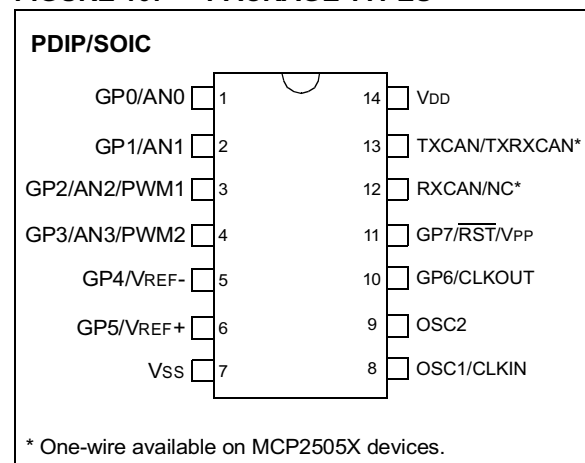 PDIP/SOIC
GP0/AN0 1 14 VDD
GP1/AN1 2 13 TXCAN/TXRXCAN*
GP2/AN2/PWM1 3 12 RXCAN/NC*
GP3/AN3/PWM2 4 11 GP7/RST/VPP
GP4/VREF- 5 10 GP6/CLKOUT
GP5/VREF+ 6 9 OSC2
VSS 7 8 OSC1/CLKIN
* One-wire available on MCP2505X devices.